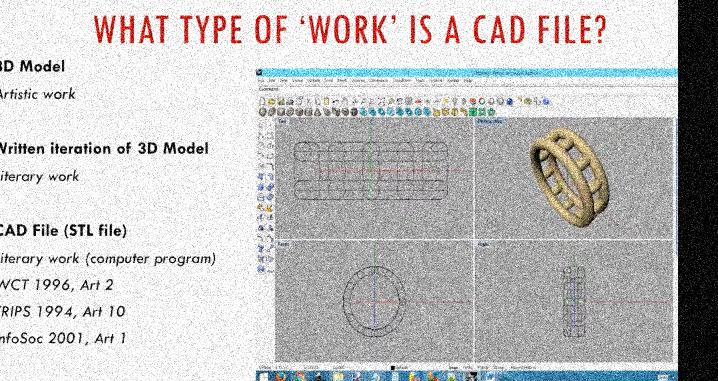 WHAT TYPE OF ‘WORK’ IS A CAD FILE?
3D Model
Artistic work
Written iteration of 3D Model
iterary work
CAD File (STL file)
iterary work (computer program)
WCT 1996, Art 2
TRIPS 1994, Art 10
nfoSoc 2001, Art 1